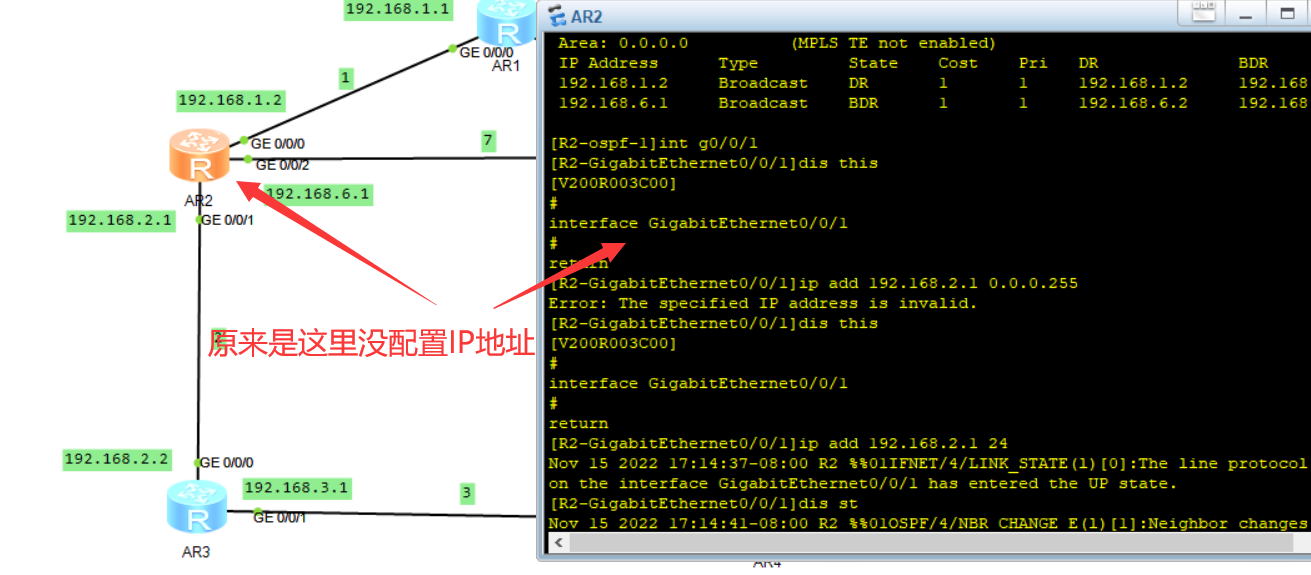 192.168.1.1
GE 0/0/0
AR1
1
192.168.1.2
GE 0/0/0
7
GE 0/0/2
AR2
192.168.6.1
192.168.2.1
GE 0/0/1
原来是这里没配置IP地址
192.168.2.2
GE 0/0/0
192.168.3.1
3
GE 0/0/1
AR3
AR4
AR2
Area: 0.0.0.0 (MPLS TE not enabled)
IP Address Type State Cost Pri DR BDR
192.168.1.2 Broadcast DR 1 1 192.168.1.2 192.168
192.168.6.1 Broadcast BDR 1 1 192.168.6.2 192.168
[R2-ospf-1]int g0/0/1
[R2-GigabitEthernet0/0/1]dis this
[V200R003C00]
#
interface GigabitEthernet0/0/1
#
return
[R2-GigabitEthernet0/0/1]ip add 192.168.2.1 0.0.0.255
Error: The specified IP address is invalid.
[R2-GigabitEthernet0/0/1]dis this
[V200R003C00]
#
interface GigabitEthernet0/0/1
#
return
[R2-GigabitEthernet0/0/1]ip add 192.168.2.1 24
Nov 15 2022 17:14:37-08:00 R2 %%01IFNET/4/LINK_STATE(l)[0]:The line protocol
on the interface GigabitEthernet0/0/1 has entered the UP state.
[R2-GigabitEthernet0/0/1]dis st
Nov 15 2022 17:14:41-08:00 R2 %%01OSPF/4/NBR_CHANGE_E(l)[1]:Neighbor changes